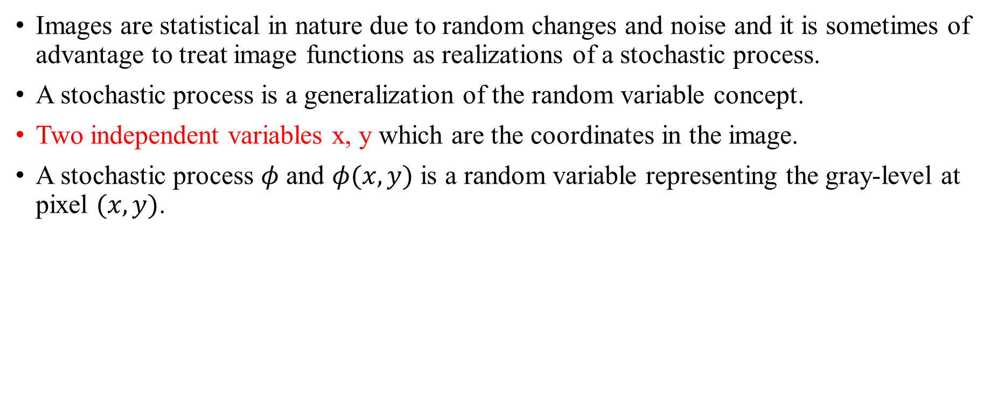 • Images are statistical in nature due to random changes and noise and it is sometimes of
advantage to treat image functions as realizations of a stochastic process.
• A stochastic process is a generalization of the random variable concept.
• Two independent variables x, y which are the coordinates in the image.
• A stochastic process 𝜙 and 𝜙(𝑥, 𝑦) is a random variable representing the gray-level at
pixel (𝑥, 𝑦).